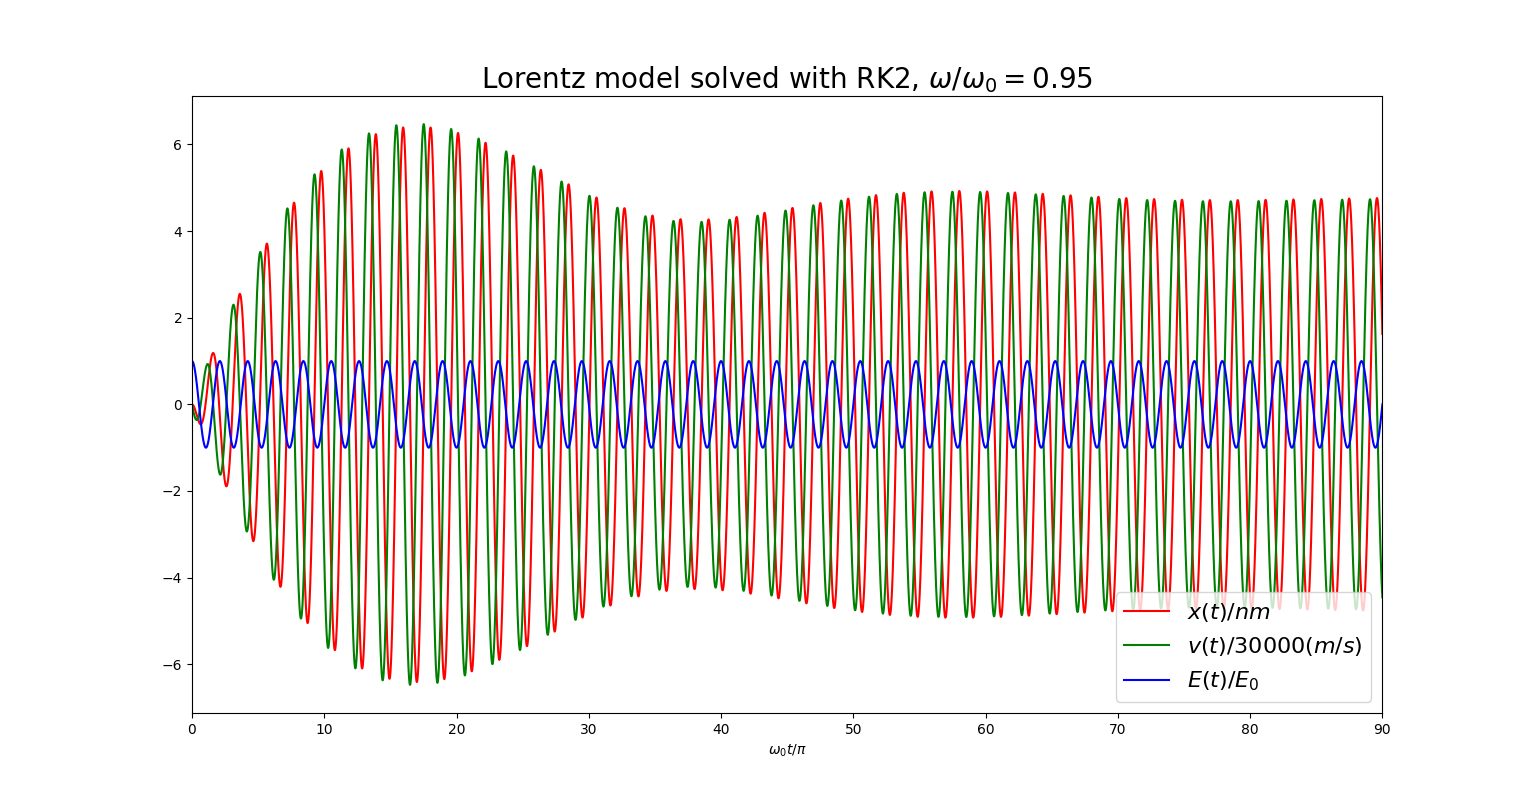 Lorentz model solved with RK2, ω/ω₀ = 0.95
6
4
2
0
−2
−4
−6
0 10 20 30 40 50 60 70 80 90
ω₀t/π
x(t)/nm
v(t)/30000(m/s)
E(t)/E₀